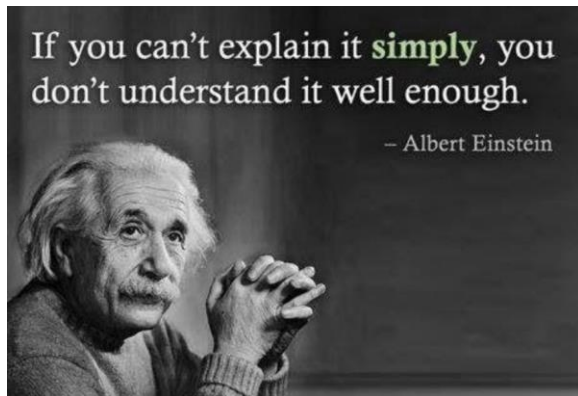 If you can’t explain it simply, you
don’t understand it well enough.
– Albert Einstein